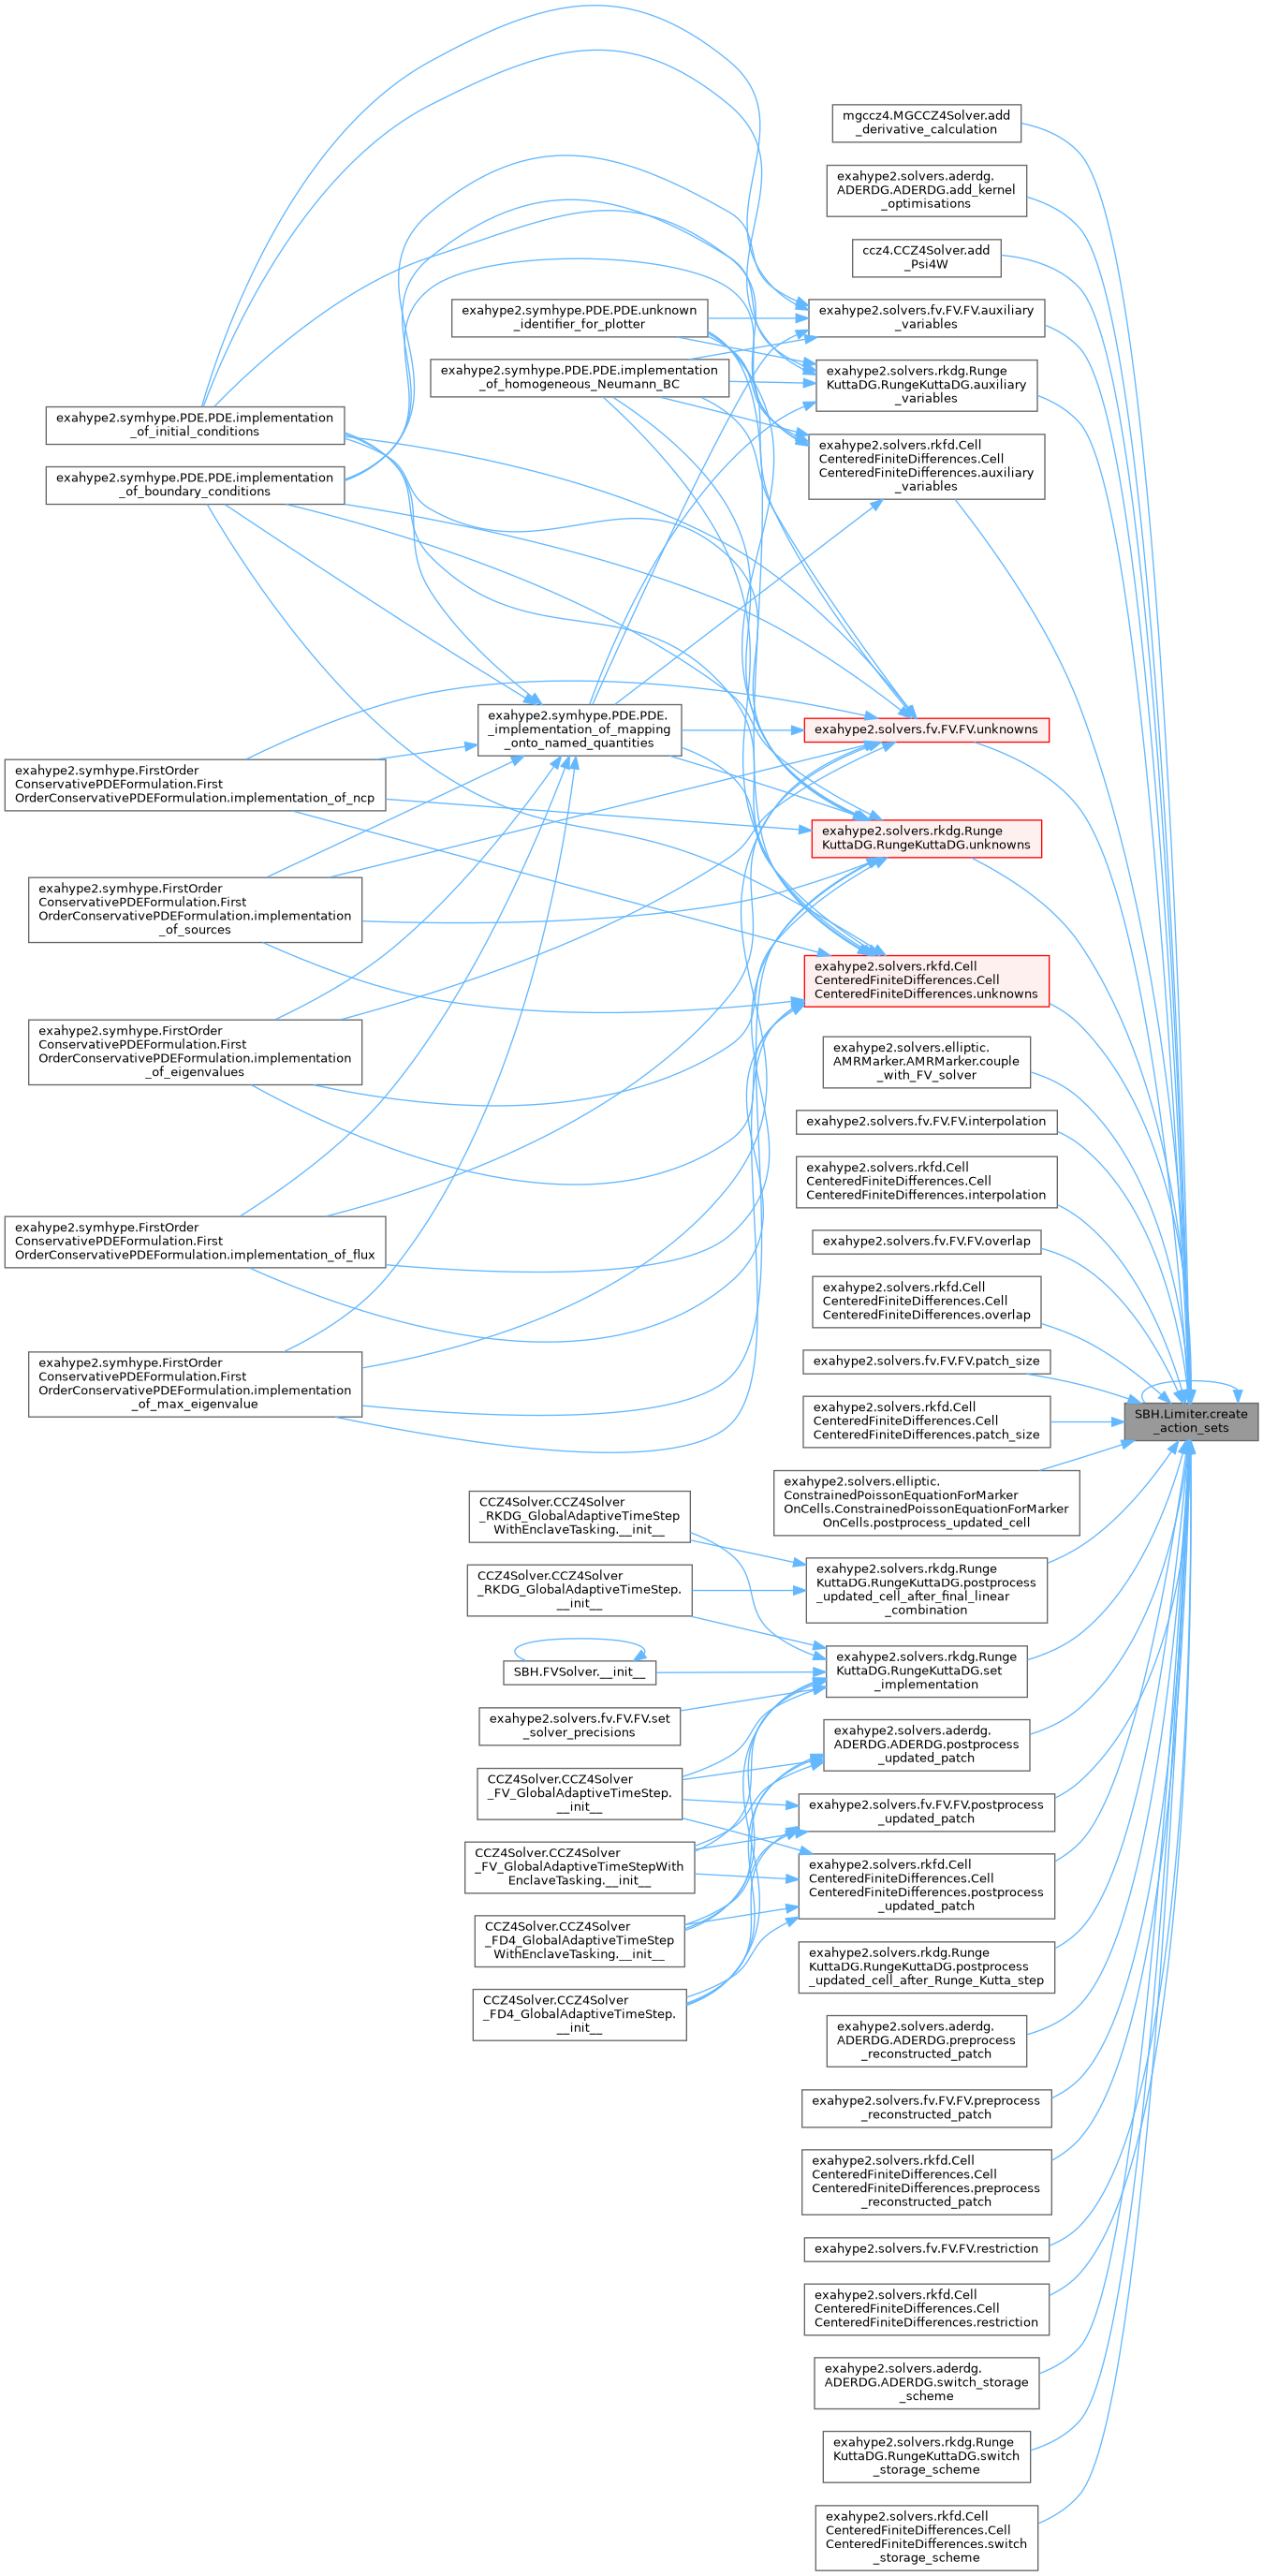 mgccz4.MGCCZ4Solver.add
_derivative_calculation
exahype2.solvers.aderdg.
ADERDG.ADERDG.add_kernel
_optimisations
ccz4.CCZ4Solver.add
_Psi4W
exahype2.solvers.fv.FV.FV.auxiliary
_variables
exahype2.symhype.PDE.PDE.unknown
_identifier_for_plotter
exahype2.symhype.PDE.PDE.implementation
_of_homogeneous_Neumann_BC
exahype2.solvers.rkdg.Runge
KuttaDG.RungeKuttaDG.auxiliary
_variables
exahype2.symhype.PDE.PDE.implementation
_of_initial_conditions
exahype2.symhype.PDE.PDE.implementation
_of_boundary_conditions
exahype2.solvers.rkfd.Cell
CenteredFiniteDifferences.Cell
CenteredFiniteDifferences.auxiliary
_variables
exahype2.symhype.PDE.PDE.
_implementation_of_mapping
_onto_named_quantities
exahype2.solvers.fv.FV.FV.unknowns
exahype2.symhype.FirstOrder
ConservativePDEFormulation.First
OrderConservativePDEFormulation.implementation_of_ncp
exahype2.solvers.rkdg.Runge
KuttaDG.RungeKuttaDG.unknowns
exahype2.symhype.FirstOrder
ConservativePDEFormulation.First
OrderConservativePDEFormulation.implementation
_of_sources
exahype2.solvers.rkfd.Cell
CenteredFiniteDifferences.Cell
CenteredFiniteDifferences.unknowns
exahype2.symhype.FirstOrder
ConservativePDEFormulation.First
OrderConservativePDEFormulation.implementation
_of_eigenvalues
exahype2.solvers.elliptic.
AMRMarker.AMRMarker.couple
_with_FV_solver
exahype2.solvers.fv.FV.FV.interpolation
exahype2.solvers.rkfd.Cell
CenteredFiniteDifferences.Cell
CenteredFiniteDifferences.interpolation
exahype2.symhype.FirstOrder
ConservativePDEFormulation.First
OrderConservativePDEFormulation.implementation_of_flux
exahype2.solvers.fv.FV.FV.overlap
exahype2.solvers.rkfd.Cell
CenteredFiniteDifferences.Cell
CenteredFiniteDifferences.overlap
exahype2.symhype.FirstOrder
ConservativePDEFormulation.First
OrderConservativePDEFormulation.implementation
_of_max_eigenvalue
exahype2.solvers.fv.FV.FV.patch_size
exahype2.solvers.rkfd.Cell
CenteredFiniteDifferences.Cell
CenteredFiniteDifferences.patch_size
SBH.Limiter.create
_action_sets
exahype2.solvers.elliptic.
ConstrainedPoissonEquationForMarker
OnCells.ConstrainedPoissonEquationForMarker
OnCells.postprocess_updated_cell
CCZ4Solver.CCZ4Solver
_RKDG_GlobalAdaptiveTimeStep
WithEnclaveTasking.__init__
CCZ4Solver.CCZ4Solver
_RKDG_GlobalAdaptiveTimeStep.
__init__
exahype2.solvers.rkdg.Runge
KuttaDG.RungeKuttaDG.postprocess
_updated_cell_after_final_linear
_combination
SBH.FVSolver.__init__
exahype2.solvers.rkdg.Runge
KuttaDG.RungeKuttaDG.set
_implementation
exahype2.solvers.fv.FV.FV.set
_solver_precisions
exahype2.solvers.aderdg.
ADERDG.ADERDG.postprocess
_updated_patch
CCZ4Solver.CCZ4Solver
_FV_GlobalAdaptiveTimeStep.
__init__
exahype2.solvers.fv.FV.FV.postprocess
_updated_patch
CCZ4Solver.CCZ4Solver
_FV_GlobalAdaptiveTimeStepWith
EnclaveTasking.__init__
exahype2.solvers.rkfd.Cell
CenteredFiniteDifferences.Cell
CenteredFiniteDifferences.postprocess
_updated_patch
CCZ4Solver.CCZ4Solver
_FD4_GlobalAdaptiveTimeStep
WithEnclaveTasking.__init__
exahype2.solvers.rkdg.Runge
KuttaDG.RungeKuttaDG.postprocess
_updated_cell_after_Runge_Kutta_step
CCZ4Solver.CCZ4Solver
_FD4_GlobalAdaptiveTimeStep.
__init__
exahype2.solvers.aderdg.
ADERDG.ADERDG.preprocess
_reconstructed_patch
exahype2.solvers.fv.FV.FV.preprocess
_reconstructed_patch
exahype2.solvers.rkfd.Cell
CenteredFiniteDifferences.Cell
CenteredFiniteDifferences.preprocess
_reconstructed_patch
exahype2.solvers.fv.FV.FV.restriction
exahype2.solvers.rkfd.Cell
CenteredFiniteDifferences.Cell
CenteredFiniteDifferences.restriction
exahype2.solvers.aderdg.
ADERDG.ADERDG.switch_storage
_scheme
exahype2.solvers.rkdg.Runge
KuttaDG.RungeKuttaDG.switch
_storage_scheme
exahype2.solvers.rkfd.Cell
CenteredFiniteDifferences.Cell
CenteredFiniteDifferences.switch
_storage_scheme